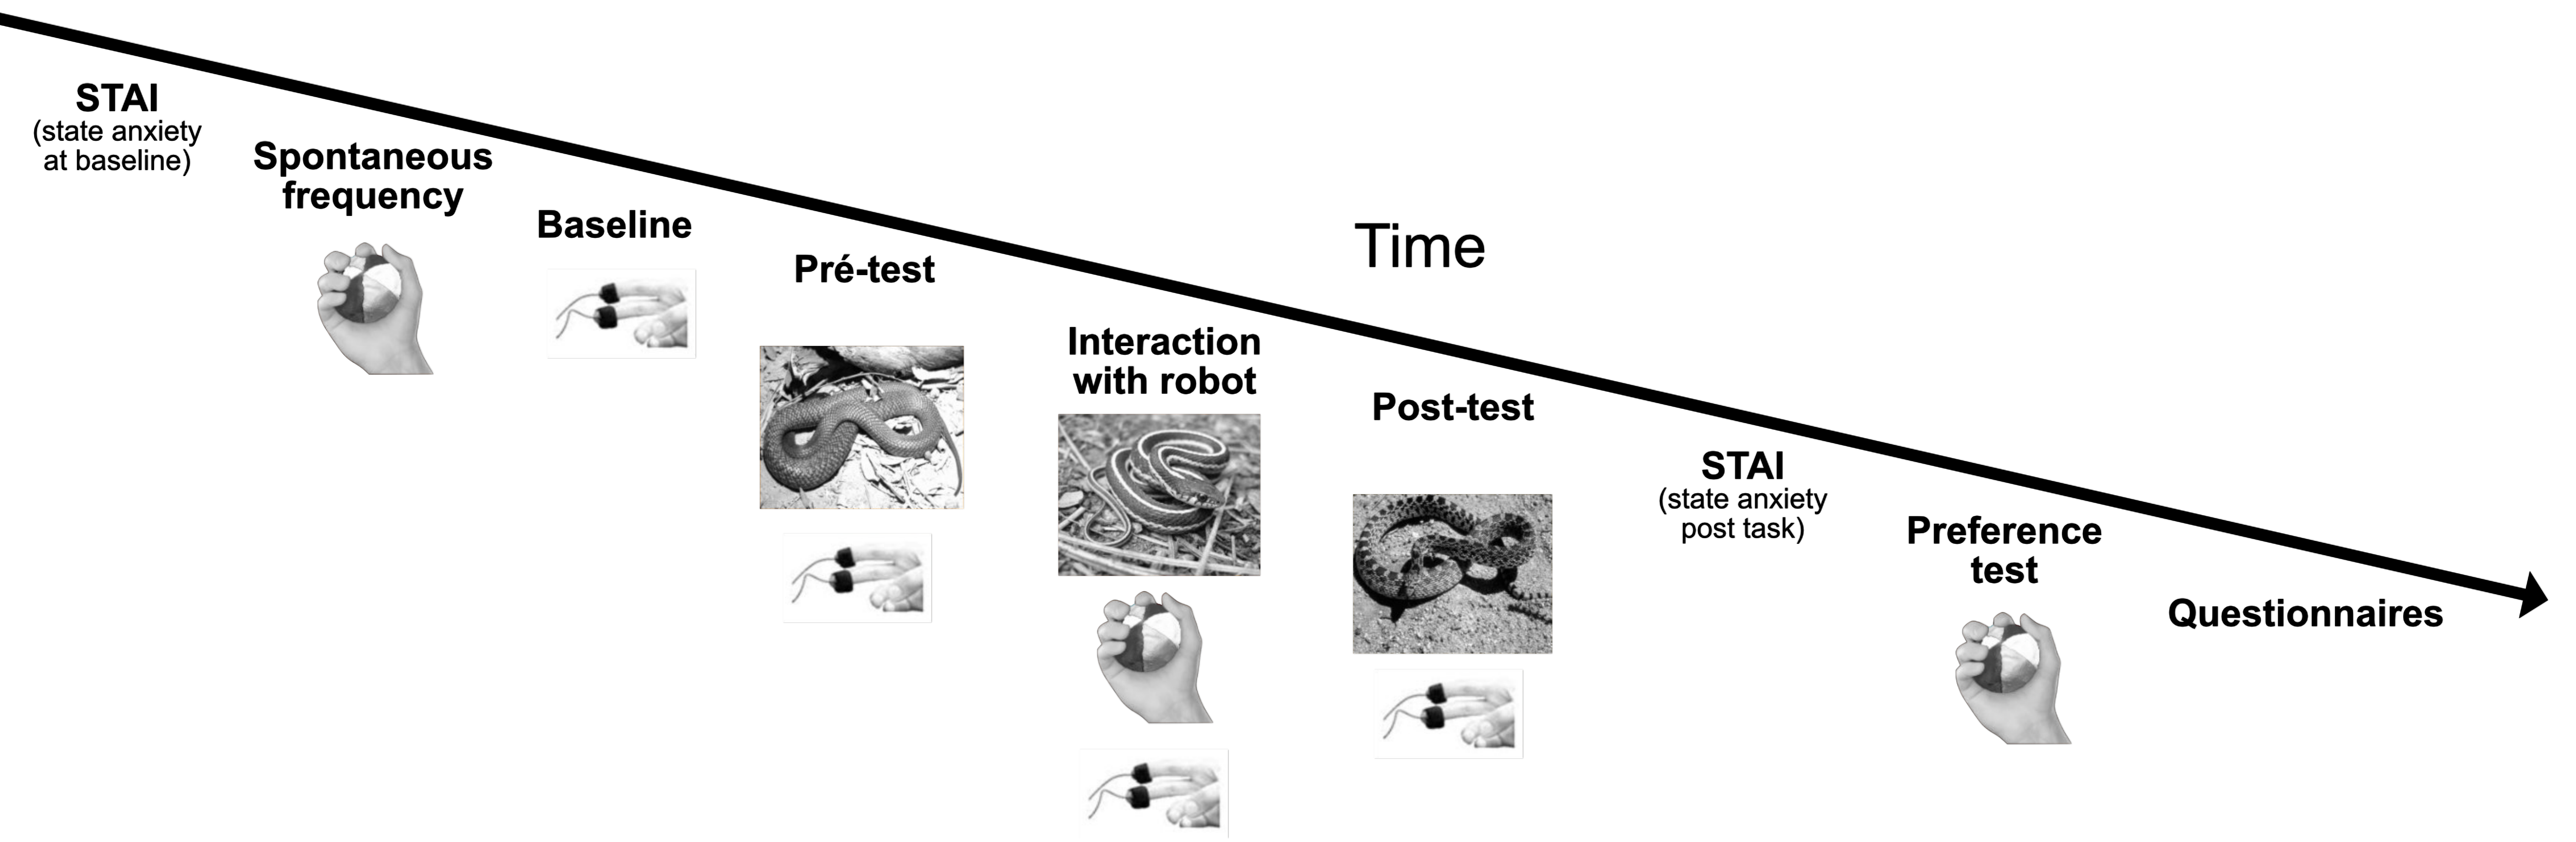 STAI
(state anxiety
at baseline)
Spontaneous
frequency
Baseline
Pré-test
Time
Interaction
with robot
Post-test
STAI
(state anxiety
post task)
Preference
test
Questionnaires